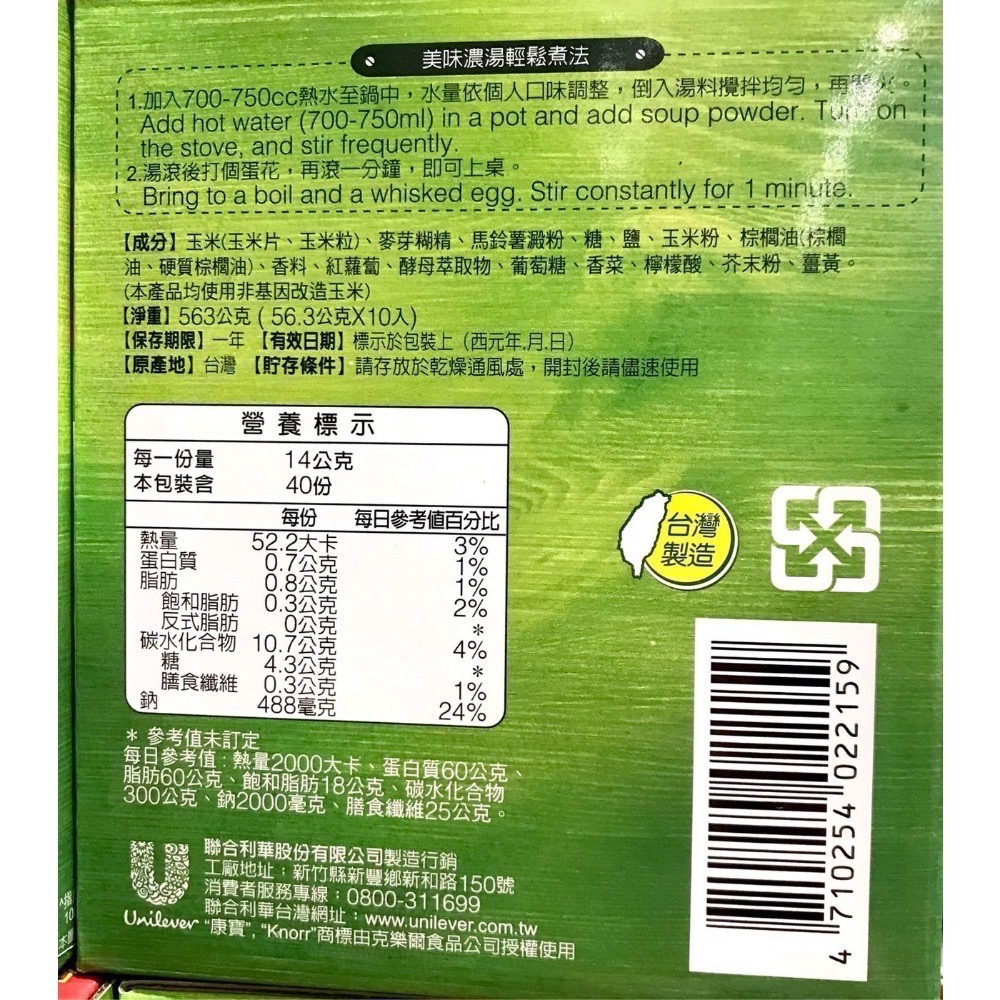 美味濃湯輕鬆煮法
1.加入700-750cc熱水至鍋中，水量依個人口味調整，倒入湯料攪拌均勻，再開火。
Add hot water (700-750ml) in a pot and add soup powder. Turn on
the stove, and stir frequently.
2.湯滾後打個蛋花，再滾一分鐘，即可上桌。
Bring to a boil and a whisked egg. Stir constantly for 1 minute.
【成分】玉米(玉米片、玉米粒)、麥芽糊精、馬鈴薯澱粉、糖、鹽、玉米粉、棕櫚油(棕櫚
油、硬質棕櫚油)、香料、紅蘿蔔、酵母萃取物、葡萄糖、香菜、檸檬酸、芥末粉、薑黃。
(本產品均使用非基因改造玉米)
【淨重】563公克 ( 56.3公克X10入)
【保存期限】一年 【有效日期】標示於包裝上（西元年.月.日）
【原產地】台灣 【貯存條件】請存放於乾燥通風處，開封後請儘速使用
營養標示
每一份量 14公克
本包裝含 40份
每份 每日參考值百分比
熱量 52.2大卡 3%
蛋白質 0.7公克 1%
脂肪 0.8公克 1%
飽和脂肪 0.3公克 2%
反式脂肪 0公克 *
碳水化合物 10.7公克 4%
糖 4.3公克 *
膳食纖維 0.3公克 1%
鈉 488毫克 24%
台灣
製造
＊ 參考值未訂定
每日參考值：熱量2000大卡、蛋白質60公克、
脂肪60公克、飽和脂肪18公克、碳水化合物
300公克、鈉2000毫克、膳食纖維25公克。
聯合利華股份有限公司製造行銷
工廠地址：新竹縣新豐鄉新和路150號
消費者服務專線：0800-311699
聯合利華台灣網址：www.unilever.com.tw
"康寶", "Knorr"商標由克樂爾食品公司授權使用
Unilever
4 710254 022159